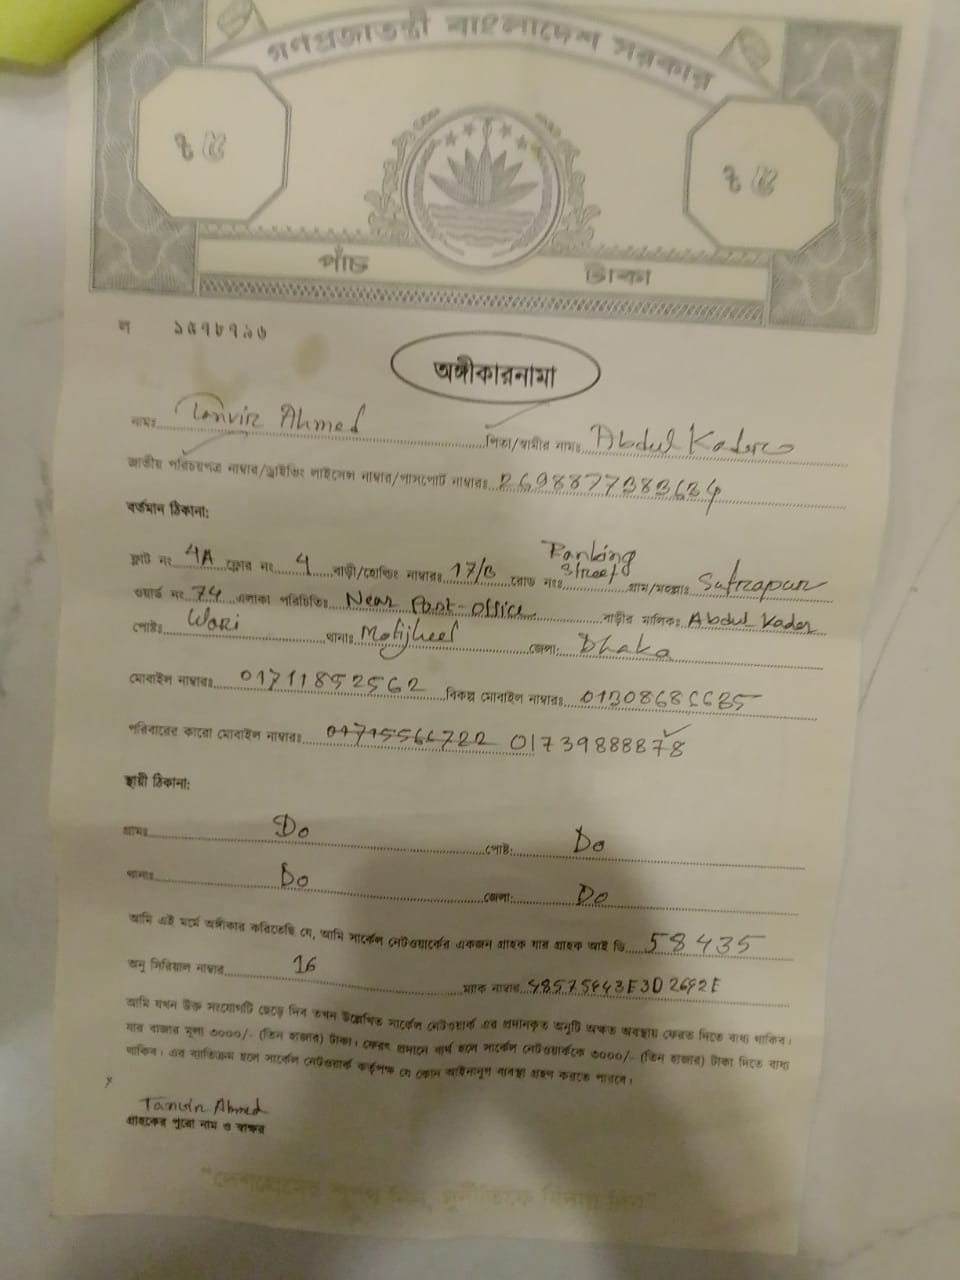 গণপ্রজাতন্ত্রী বাংলাদেশ সরকার
৳ ৫ ৳ ৫
পাঁচ টাকা
ন ১৫৭৮৭১৬
অঙ্গীকারনামা
নামঃ Tanvir Ahmed পিতা/স্বামীর নামঃ Abdul Kader
জাতীয় পরিচয়পত্র নাম্বার/ড্রাইভিং লাইসেন্স নাম্বার/পাসপোর্ট নাম্বারঃ 2698877383634
বর্তমান ঠিকানা:
ফ্লাট নং 4A ফ্লোর নং 4 বাড়ী/হোল্ডিং নাম্বারঃ 17/B রোড নংঃ Ranking Street গ্রাম/মহল্লাঃ Sutrapur
ওয়ার্ড নং 74 এলাকা পরিচিতিঃ Near Post-office বাড়ীর মালিকঃ Abdul Kader
পোষ্টঃ Wari থানাঃ Motijheel জেলা: Dhaka
মোবাইল নাম্বারঃ 01711852562 বিকল্প মোবাইল নাম্বারঃ
পরিবারের কারো মোবাইল নাম্বারঃ 01739888878
স্থায়ী ঠিকানা:
গ্রামঃ Do পোষ্ট: Do
থানাঃ Do জেলা: Do
আমি এই মর্মে অঙ্গীকার করিতেছি যে, আমি সার্কেল নেটওয়ার্কের একজন গ্রাহক যার গ্রাহক আই ডি 58435
অনু সিরিয়াল নাম্বার 16 ম্যাক নাম্বার
আমি যখন উক্ত সংযোগটি ছেড়ে দিব তখন উল্লেখিত সার্কেল নেটওয়ার্ক এর প্রদানকৃত অনুটি অক্ষত অবস্থায় ফেরত দিতে বাধ্য থাকিব।
যার বাজার মূল্য ৩০০০/- (তিন হাজার) টাকা। ফেরৎ প্রদানে ব্যর্থ হলে সার্কেল নেটওয়ার্ককে ৩০০০/- (তিন হাজার) টাকা দিতে বাধ্য
থাকিব। এর ব্যতিক্রম হলে সার্কেল নেটওয়ার্ক কর্তৃপক্ষ যে কোন আইনানুগ ব্যবস্থা গ্রহণ করতে পারবে।
Tanvir Ahmed
গ্রাহকের পুরো নাম ও স্বাক্ষর